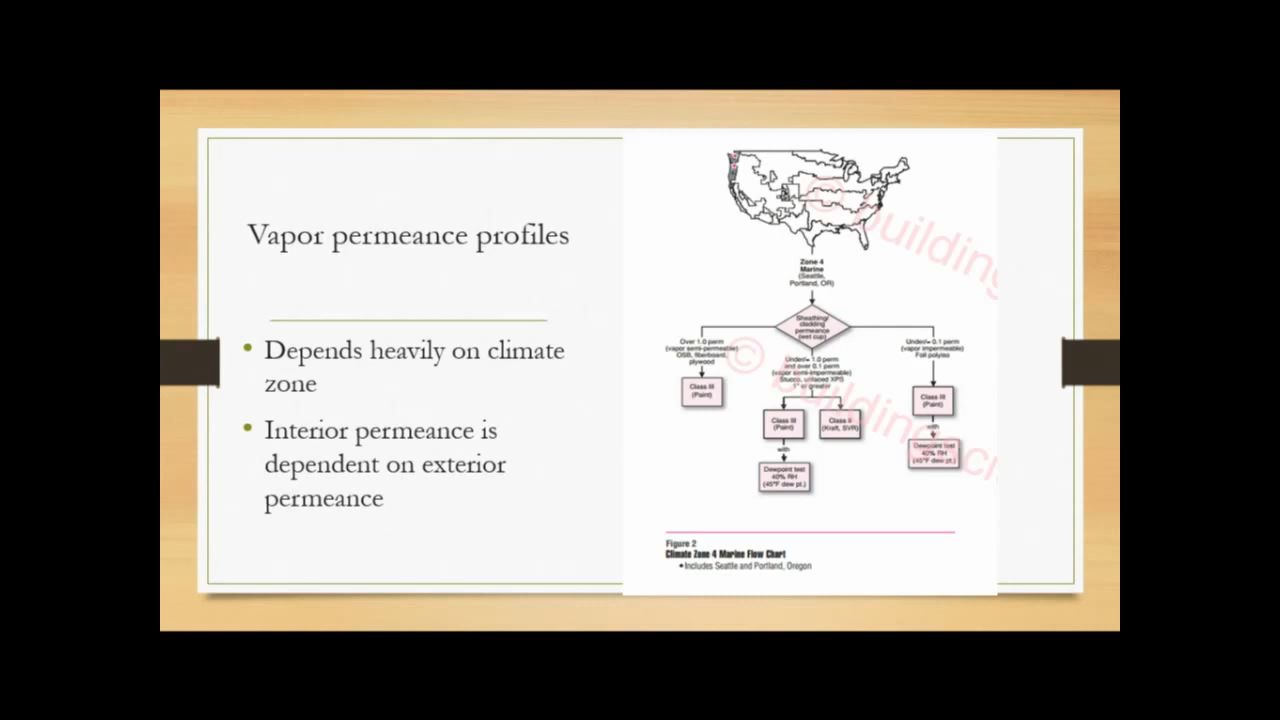 Vapor permeance profiles
Depends heavily on climate
zone
Interior permeance is
dependent on exterior
permeance
Zone 4
Marine
(Seattle,
Portland, OR)
Sheathing/
cladding
permeance
(wet cup)
Over 1.0 perm
(vapor semi-permeable)
OSB, fiberboard,
plywood
Class III
(Paint)
1.0 perm
and over 0.1 perm
(vapor semi-impermeable)
Stucco, unfaced XPS
1" or greater
Class III
(Paint)
with
Dewpoint test
40% RH
(45°F dew pt.)
Class II
(Kraft, SVR)
0.1 perm
(vapor impermeable)
Foil polyiso
Class III
(Paint)
with
Dewpoint test
40% RH
(45°F dew pt.)
© building
© building
Figure 2
Climate Zone 4 Marine Flow Chart
•Includes Seattle and Portland, Oregon